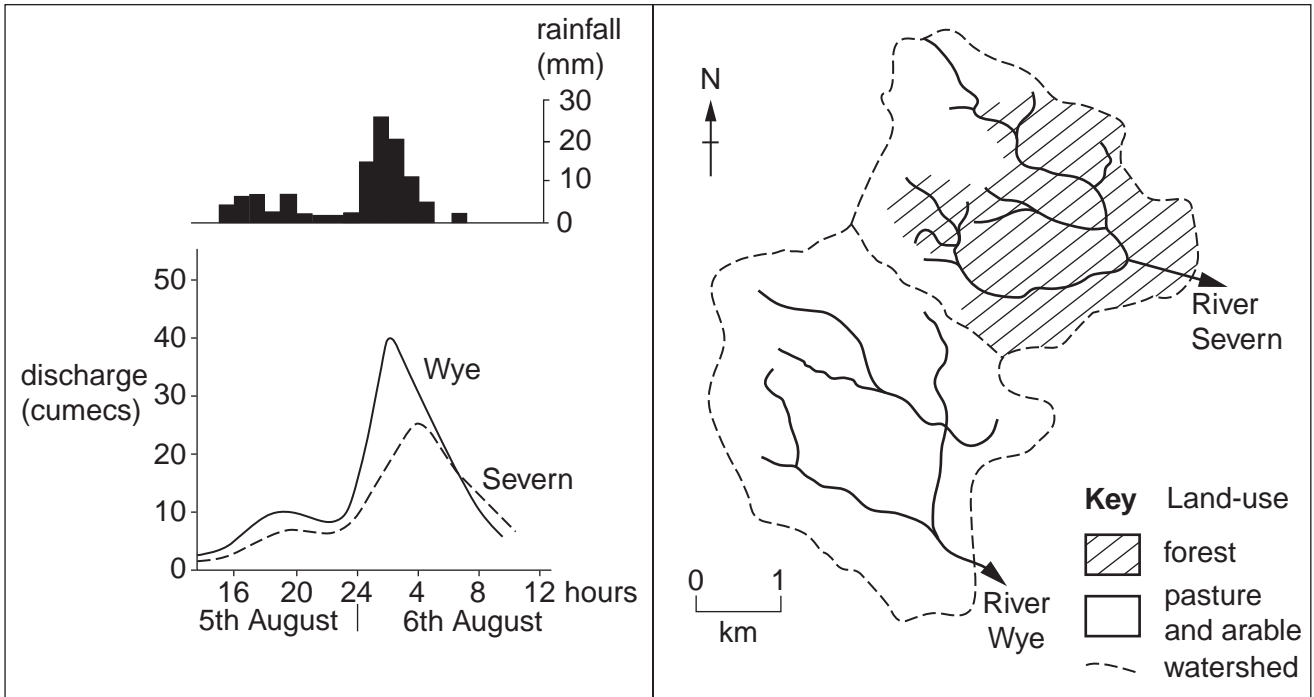 rainfall
(mm)
30
20
10
0
50
40
30
20
10
0
discharge
(cumecs)
Wye
Severn
16 20 24 4 8 12 hours
5th August 6th August
N
River
Severn
River
Wye
0 1
km
Key Land-use
forest
pasture
and arable
watershed